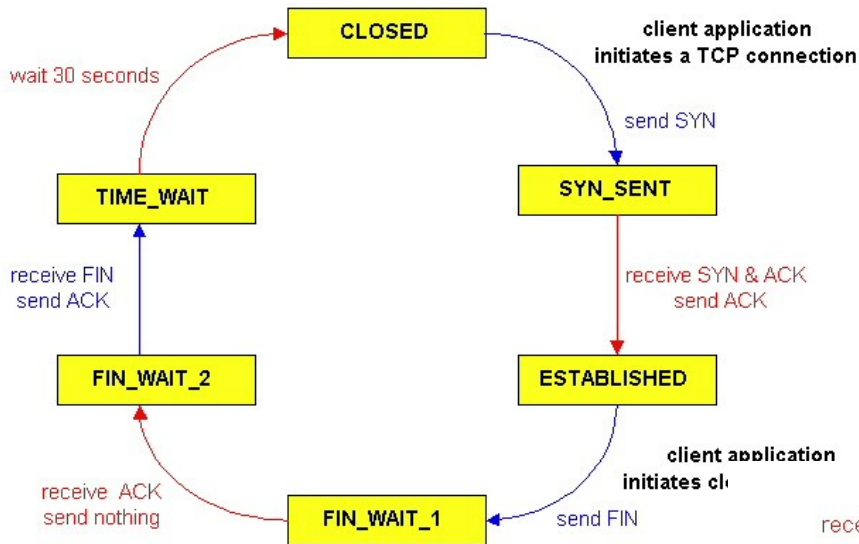 CLOSED
client application
initiates a TCP connection
wait 30 seconds
send SYN
TIME_WAIT
SYN_SENT
receive FIN
send ACK
receive SYN & ACK
send ACK
FIN_WAIT_2
ESTABLISHED
client application
initiates
receive ACK
send nothing
FIN_WAIT_1
send FIN